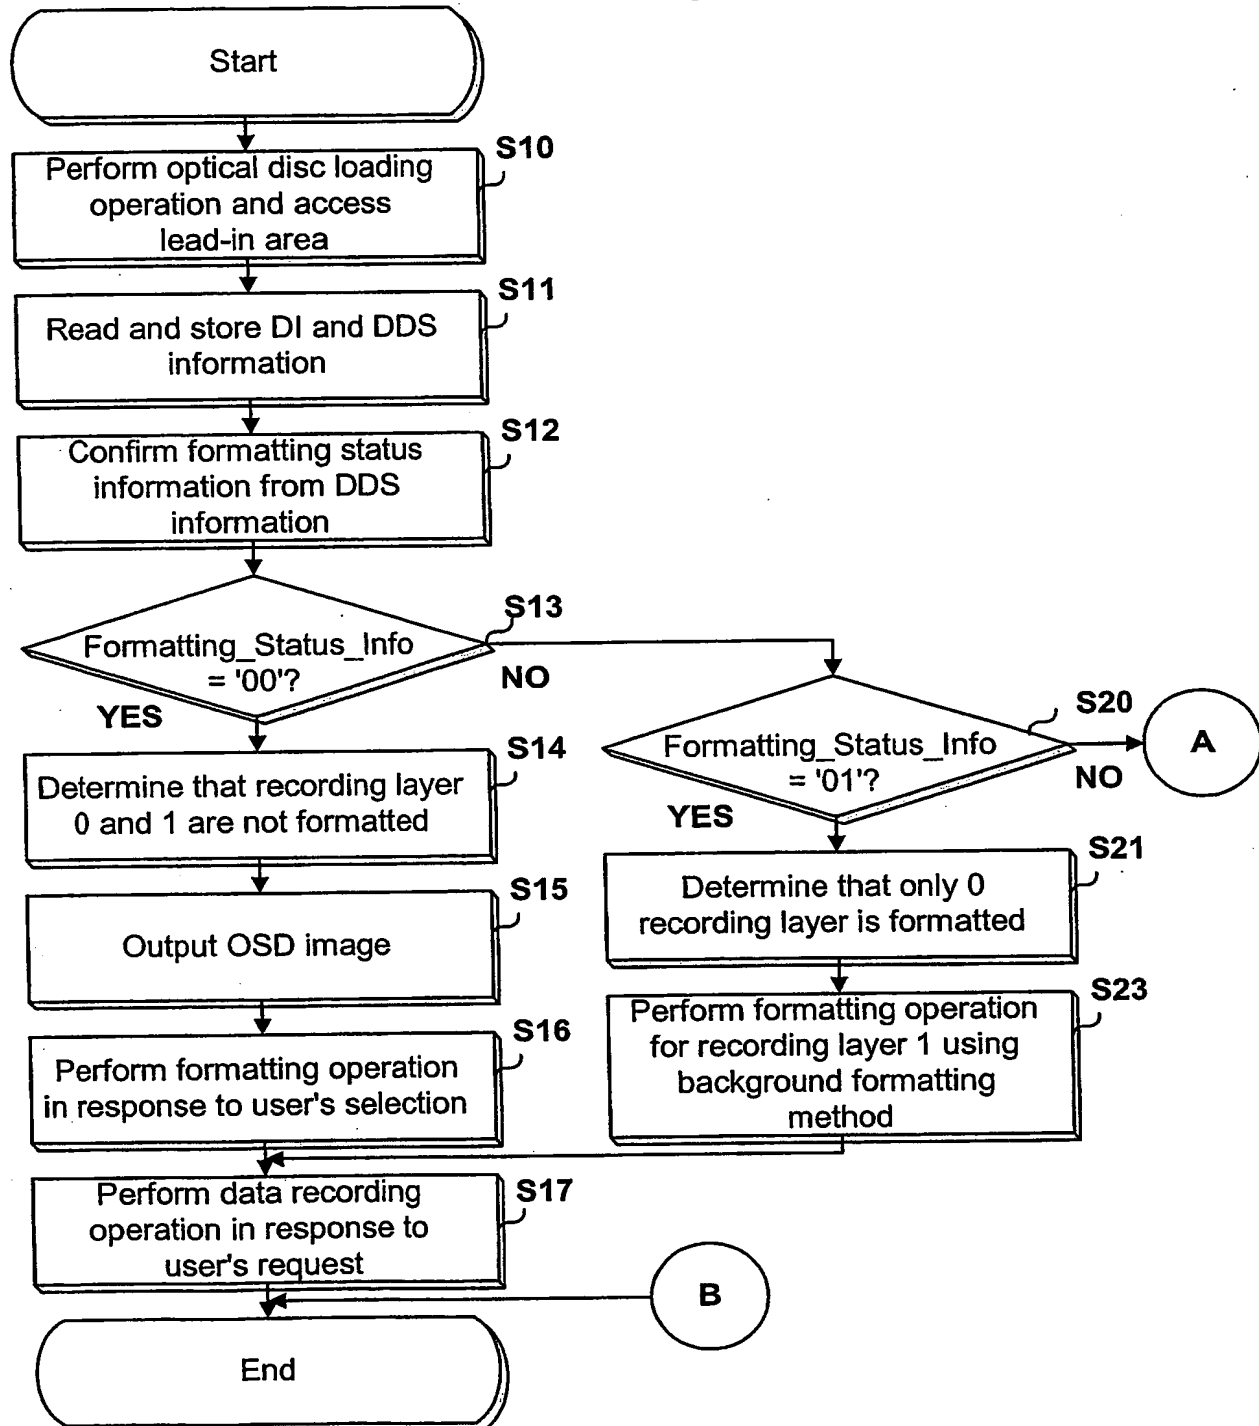 Start
S10
Perform optical disc loading
operation and access
lead-in area
S11
Read and store DI and DDS
information
S12
Confirm formatting status
information from DDS
information
S13
Formatting_Status_Info
= '00'?
NO
YES
S20
Formatting_Status_Info
= '01'?
NO
YES
A
S14
Determine that recording layer
0 and 1 are not formatted
S21
Determine that only 0
recording layer is formatted
S15
Output OSD image
S23
Perform formatting operation
for recording layer 1 using
background formatting
method
S16
Perform formatting operation
in response to user's selection
S17
Perform data recording
operation in response to
user's request
B
End